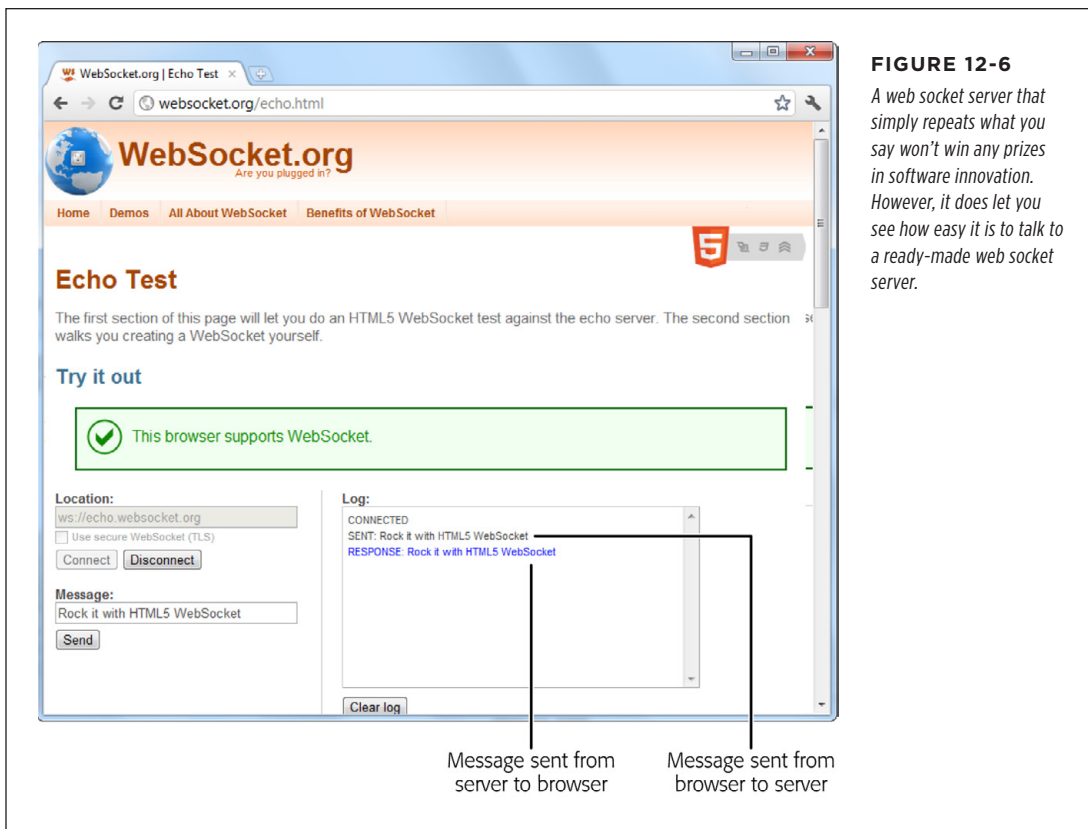 WebSocket.org | Echo Test
websocket.org/echo.html
WebSocket.org
Are you plugged in?
Home Demos All About WebSocket Benefits of WebSocket
5
Echo Test
The first section of this page will let you do an HTML5 WebSocket test against the echo server. The second section
walks you creating a WebSocket yourself.
Try it out
This browser supports WebSocket.
Location:
ws://echo.websocket.org
Use secure WebSocket (TLS)
Connect Disconnect
Message:
Rock it with HTML5 WebSocket
Send
Log:
CONNECTED
SENT: Rock it with HTML5 WebSocket
RESPONSE: Rock it with HTML5 WebSocket
Clear log
Message sent from
server to browser
Message sent from
browser to server
FIGURE 12-6
A web socket server that
simply repeats what you
say won’t win any prizes
in software innovation.
However, it does let you
see how easy it is to talk to
a ready-made web socket
server.